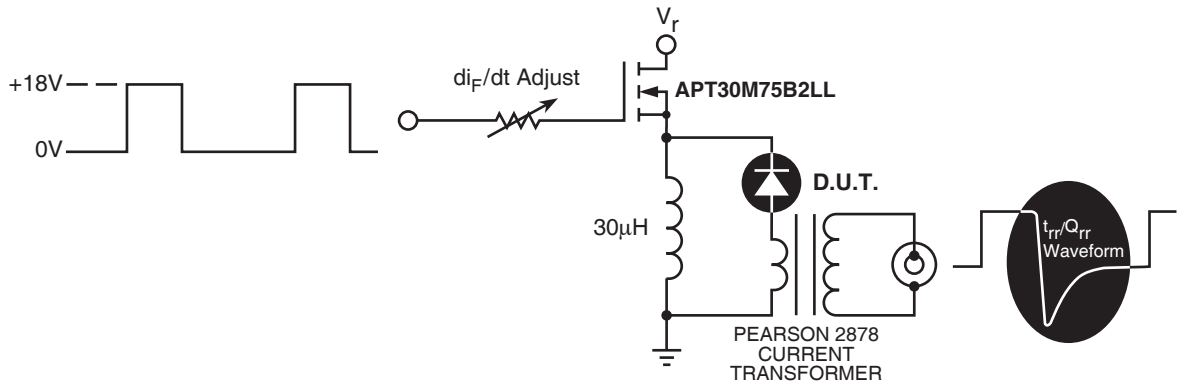 V_r
+18V
0V
di_F/dt Adjust
APT30M75B2LL
D.U.T.
30μH
t_rr/Q_rr
Waveform
PEARSON 2878
CURRENT
TRANSFORMER